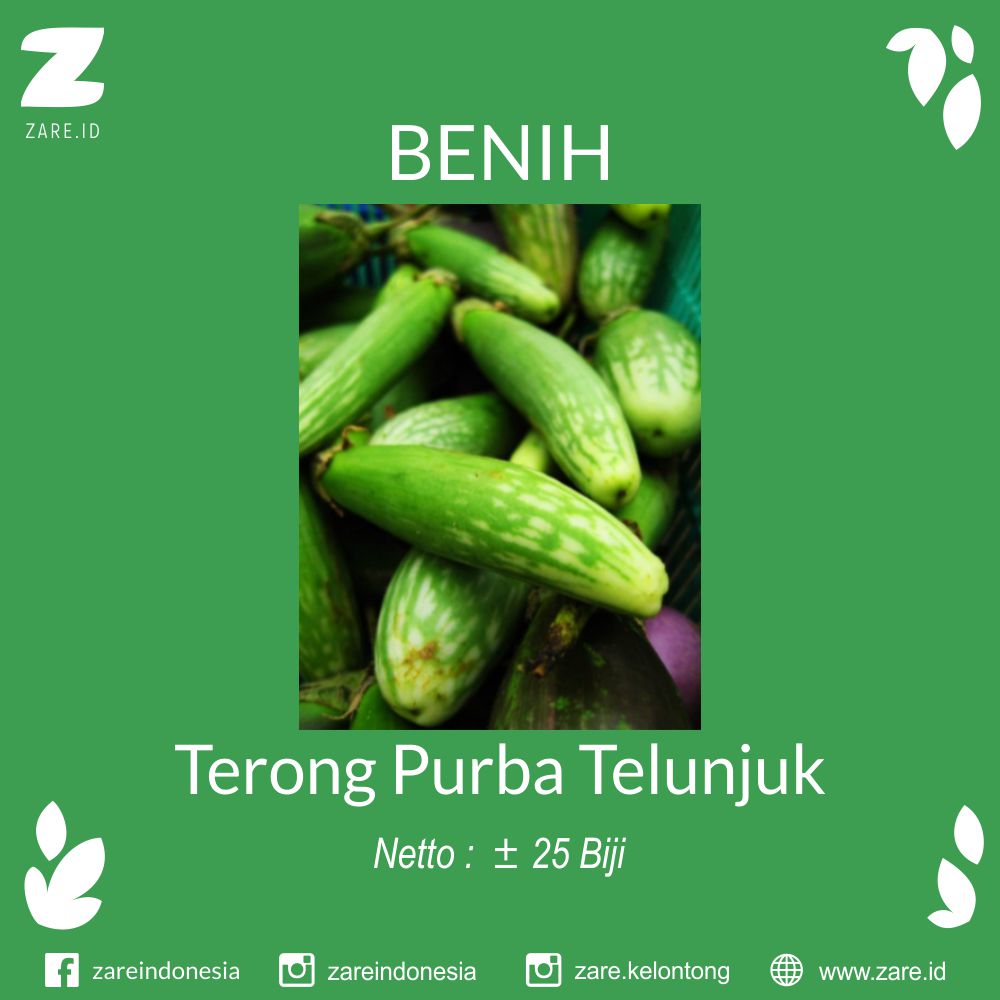 Z
ZARE.ID
BENIH
Terong Purba Telunjuk
Netto : ± 25 Biji
zareindonesia
zareindonesia
zare.kelontong
www.zare.id